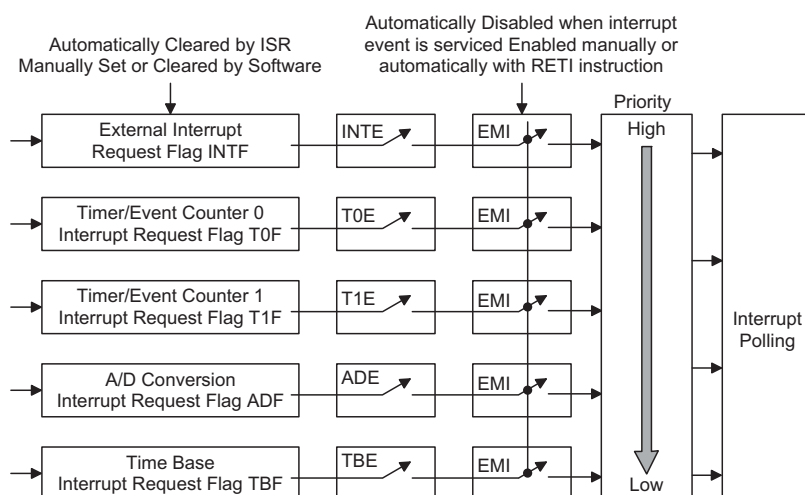 Automatically Cleared by ISR
Manually Set or Cleared by Software
Automatically Disabled when interrupt
event is serviced Enabled manually or
automatically with RETI instruction
Priority
High
External Interrupt
Request Flag INTF
INTE
EMI
Timer/Event Counter 0
Interrupt Request Flag T0F
T0E
EMI
Timer/Event Counter 1
Interrupt Request Flag T1F
T1E
EMI
Interrupt
Polling
A/D Conversion
Interrupt Request Flag ADF
ADE
EMI
Time Base
Interrupt Request Flag TBF
TBE
EMI
Low